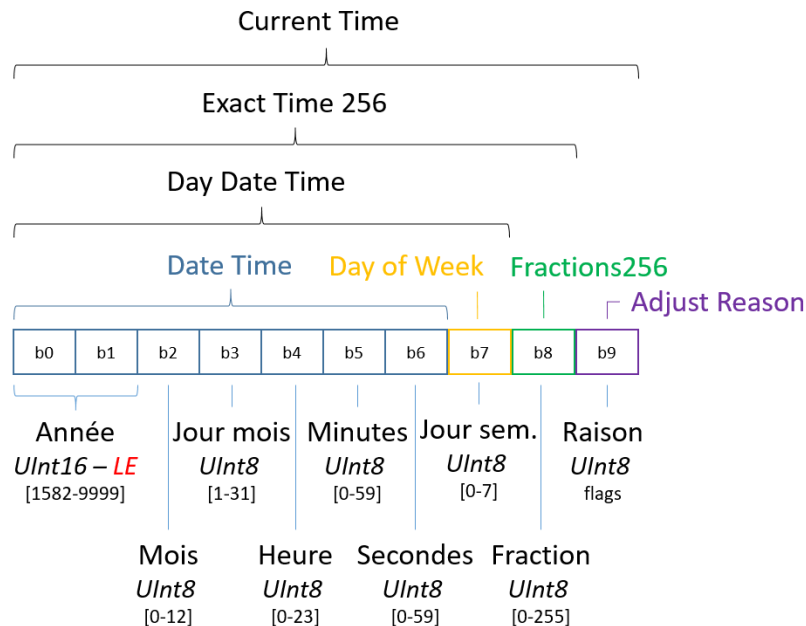 Current Time
Exact Time 256
Day Date Time
Date Time
Day of Week
Fractions256
Adjust Reason
b0 b1 b2 b3 b4 b5 b6 b7 b8 b9
Année
UInt16 – LE
[1582-9999]
Jour mois
UInt8
[1-31]
Minutes
UInt8
[0-59]
Jour sem.
UInt8
[0-7]
Raison
UInt8
flags
Mois
UInt8
[0-12]
Heure
UInt8
[0-23]
Secondes
UInt8
[0-59]
Fraction
UInt8
[0-255]